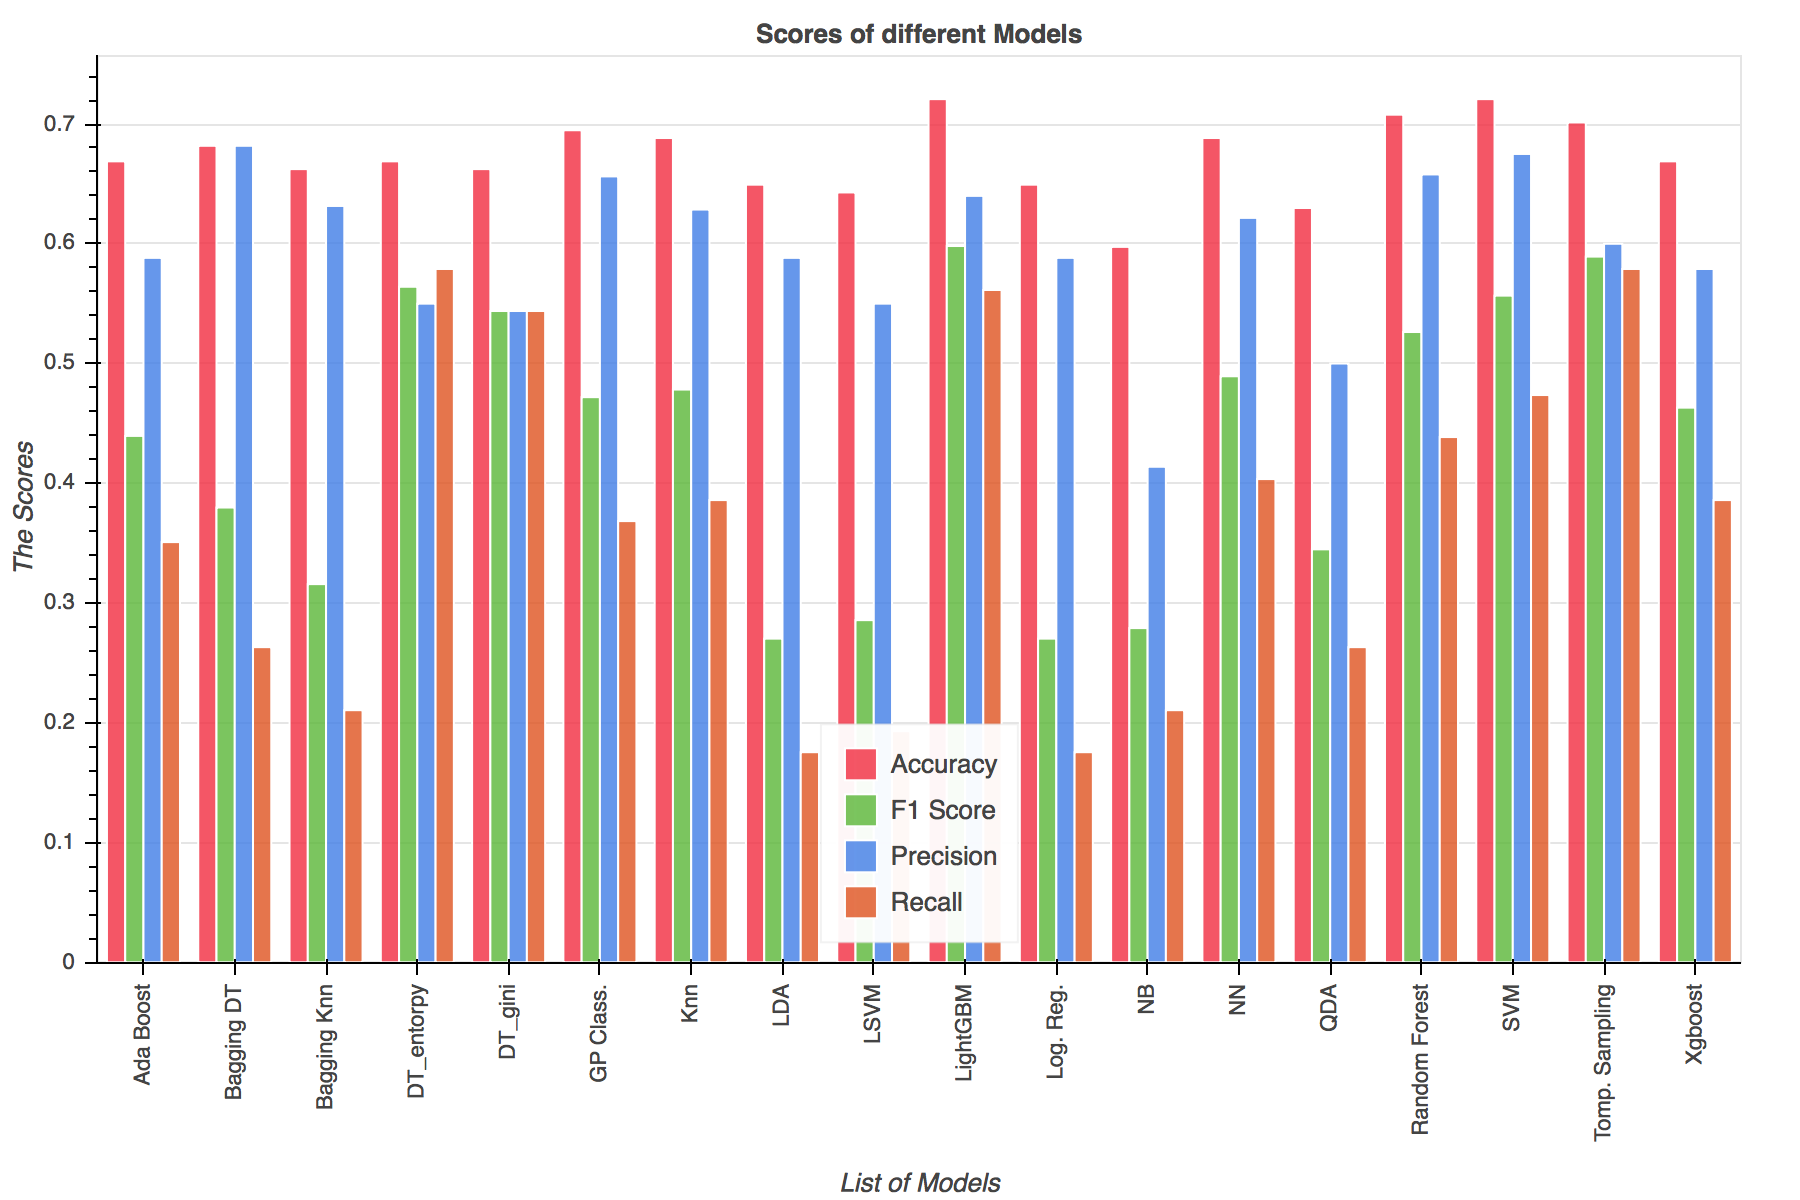 Scores of different Models
The Scores
0.7
0.6
0.5
0.4
0.3
0.2
0.1
0
Accuracy
F1 Score
Precision
Recall
Ada Boost
Bagging DT
Bagging Knn
DT_entorpy
DT_gini
GP Class.
Knn
LDA
LSVM
LightGBM
Log. Reg.
NB
NN
QDA
Random Forest
SVM
Tomp. Sampling
Xgboost
List of Models